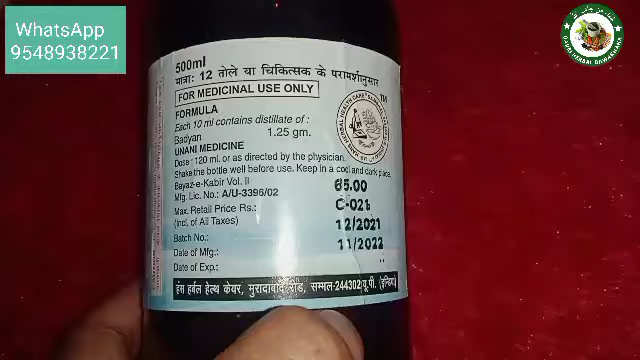 WhatsApp
9548938221
500ml
मात्रा: 12 तोले या चिकित्सक के परामर्शानुसार
FOR MEDICINAL USE ONLY
FORMULA
Each 10 ml contains distillate of :
Badyan 1.25 gm.
UNANI MEDICINE
Dose : 120 ml. or as directed by the physician.
Shake the bottle well before use. Keep in a cool and dark place.
Bayaz-e-Kabir Vol. II
Mfg. Lic. No.: A/U-3396/02
Max. Retail Price Rs.: 65.00
(Incl. of All Taxes)
Batch No.: C-021
Date of Mfg.: 12/2021
Date of Exp.: 11/2022
हंस हर्बल हेल्थ केयर, मुरादाबाद रोड, सम्भल-244302 यू.पी. (इन्डिया)
TM